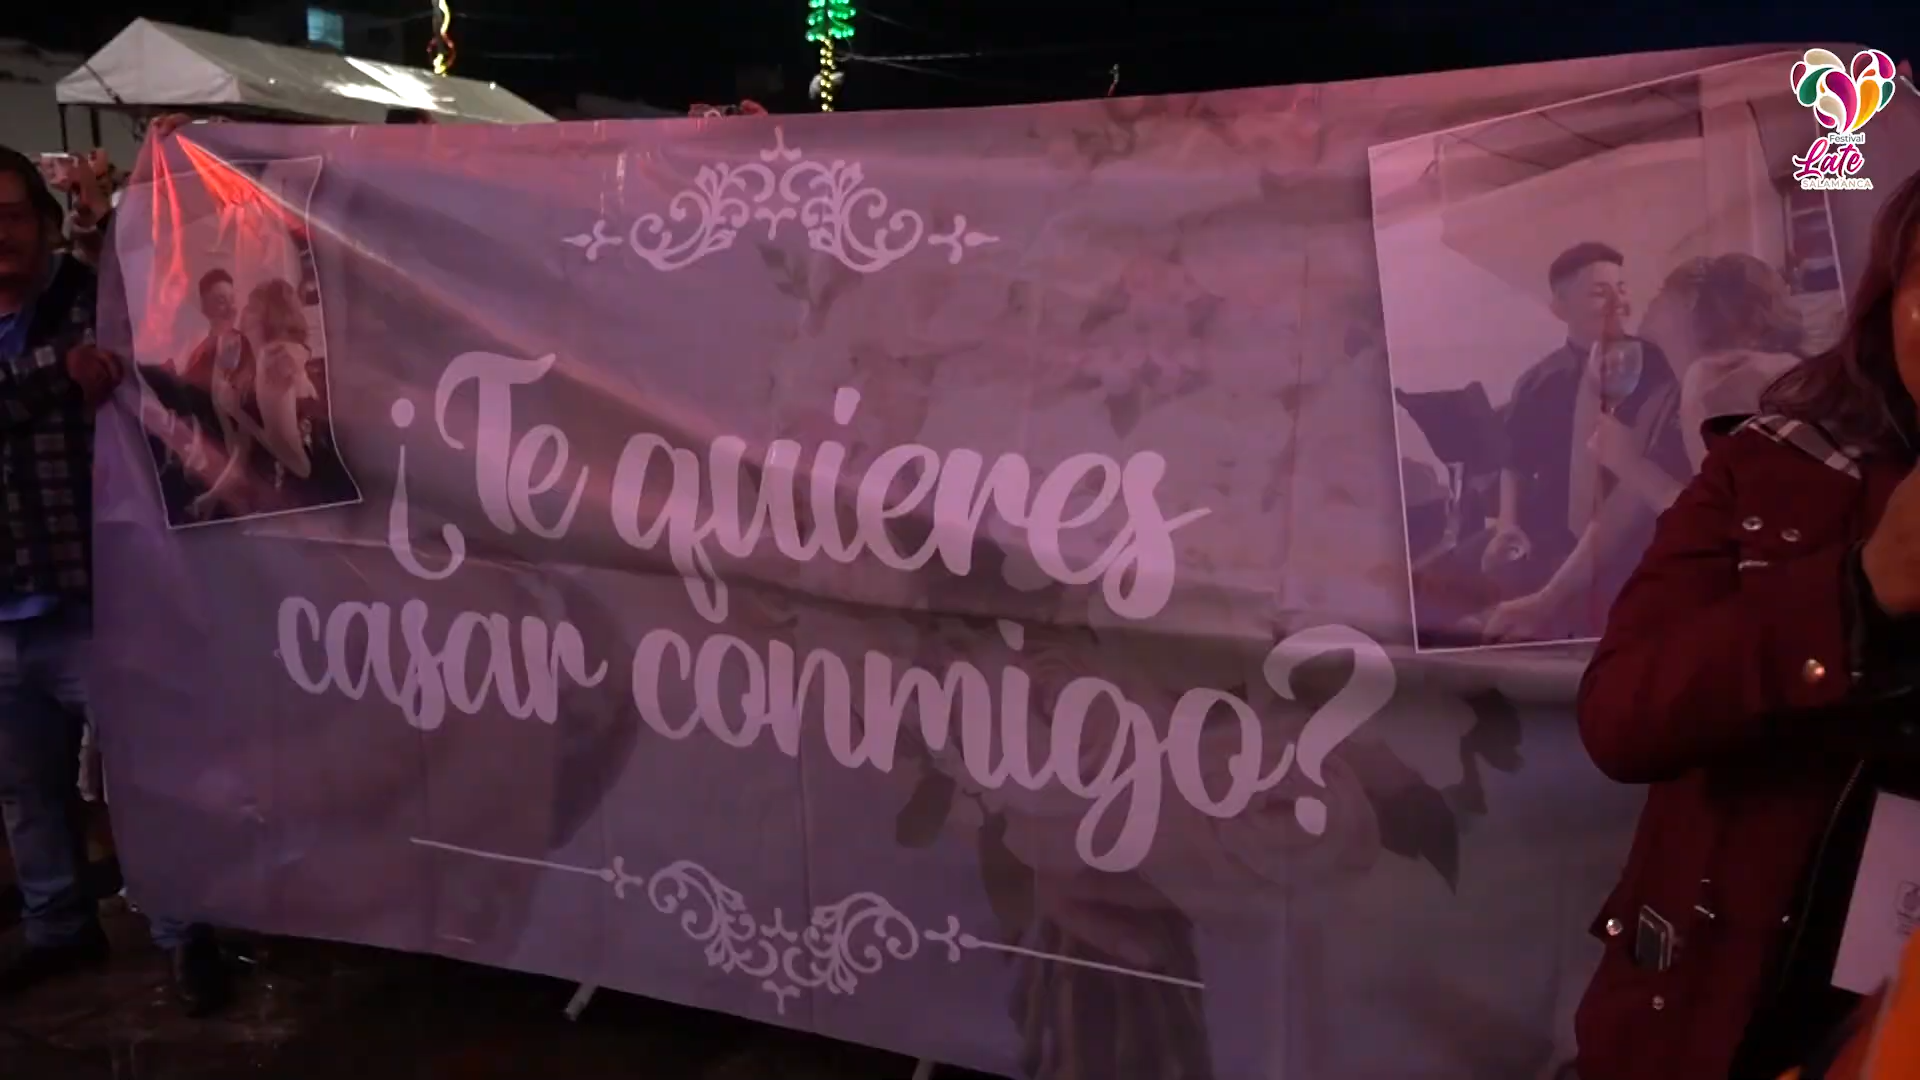 Festival
Late
SALAMANCA
¿Te quieres
casar conmigo?